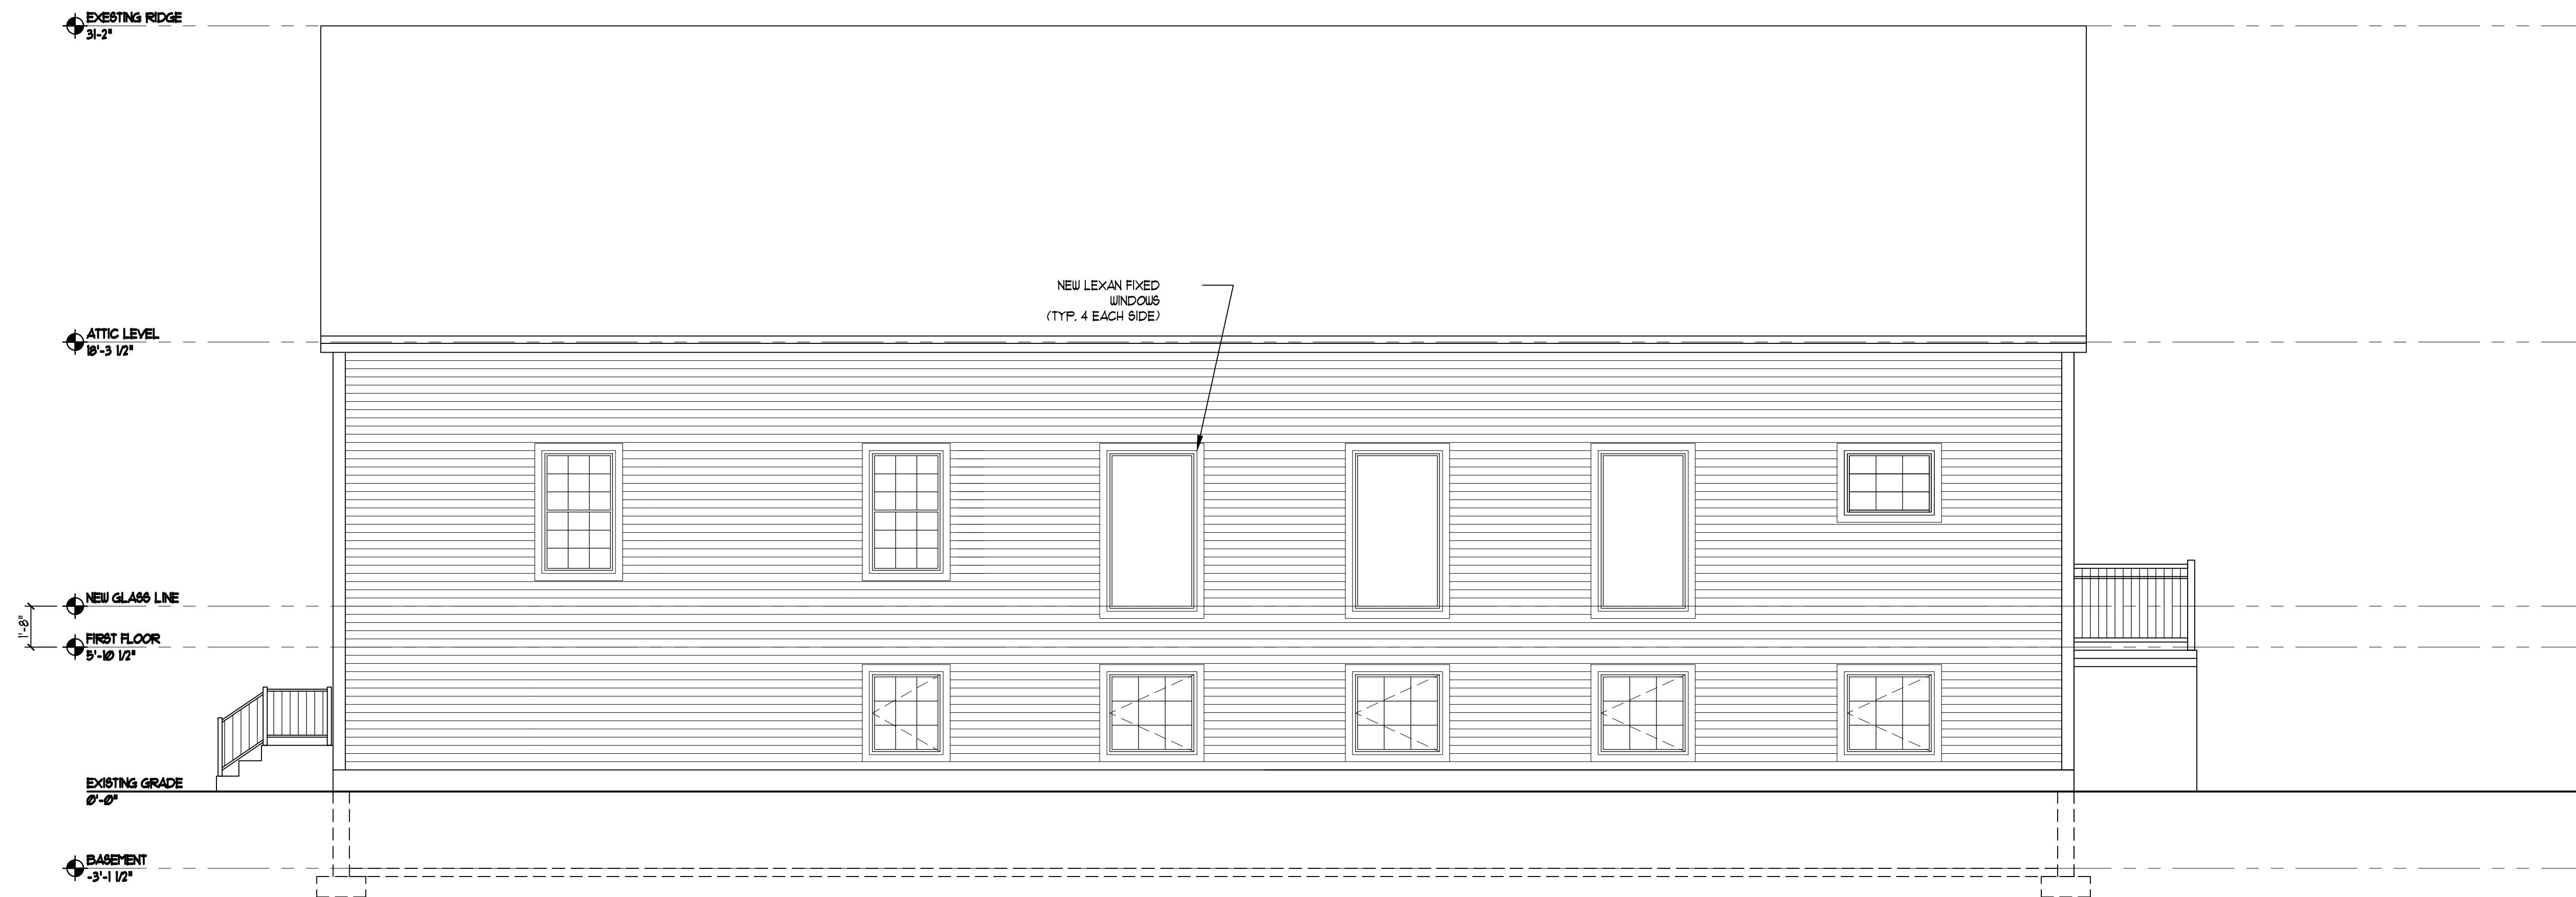 EXESTING RIDGE
31-2"
NEW LEXAN FIXED
WINDOWS
(TYP. 4 EACH SIDE)
ATTIC LEVEL
18'-3 1/2"
NEW GLASS LINE
1'-8"
FIRST FLOOR
5'-10 1/2"
EXISTING GRADE
0'-0"
BASEMENT
-3'-1 1/2"